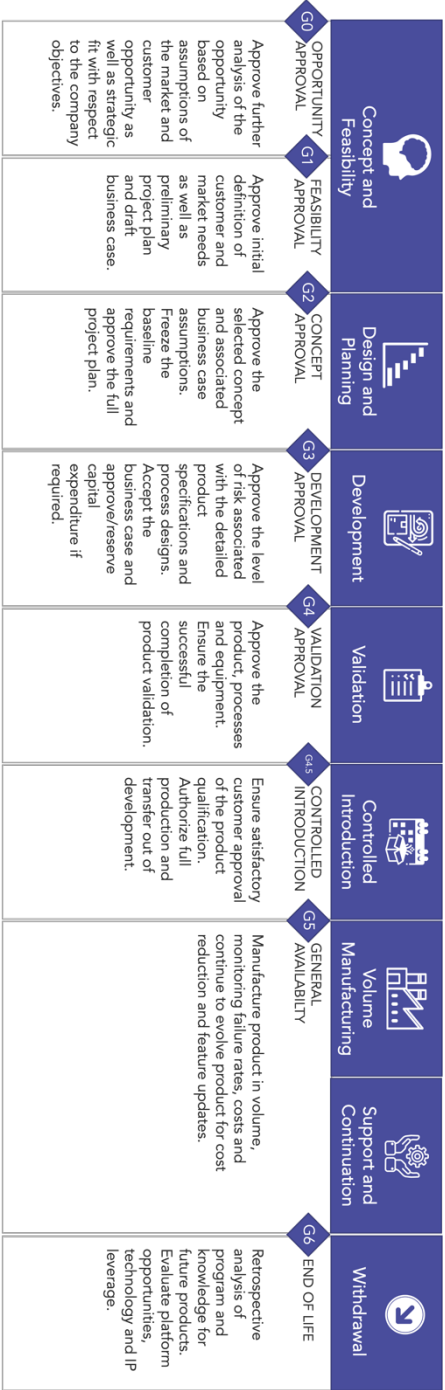 Concept and
Feasibility
Design and
Planning
Development
Validation
Controlled
Introduction
Volume
Manufacturing
Support and
Continuation
Withdrawal
G0
OPPORTUNITY
APPROVAL
Approve further
analysis of the
opportunity
based on
assumptions of
the market and
customer
opportunity as
well as strategic
fit with respect
to the company
objectives.
G1
FEASIBILITY
APPROVAL
Approve initial
definition of
customer and
market needs
as well as
preliminary
project plan
and draft
business case.
G2
CONCEPT
APPROVAL
Approve the
selected concept
and associated
business case
assumptions.
Freeze the
baseline
requirements and
approve the full
project plan.
G3
DEVELOPMENT
APPROVAL
Approve the level
of risk associated
with the detailed
product
specifications and
process designs.
Accept the
business case and
approve/reserve
capital
expenditure if
required.
G4
VALIDATION
APPROVAL
Approve the
product, processes
and equipment.
Ensure the
successful
completion of
product validation.
G4.5
CONTROLLED
INTRODUCTION
Ensure satisfactory
customer approval
of the product
qualification.
Authorize full
production and
transfer out of
development.
G5
GENERAL
AVAILABILTY
Manufacture product in volume,
monitoring failure rates, costs and
continue to evolve product for cost
reduction and feature updates.
G6
END OF LIFE
Retrospective
analysis of
program and
knowledge for
future products.
Evaluate platform
opportunities,
technology and IP
leverage.